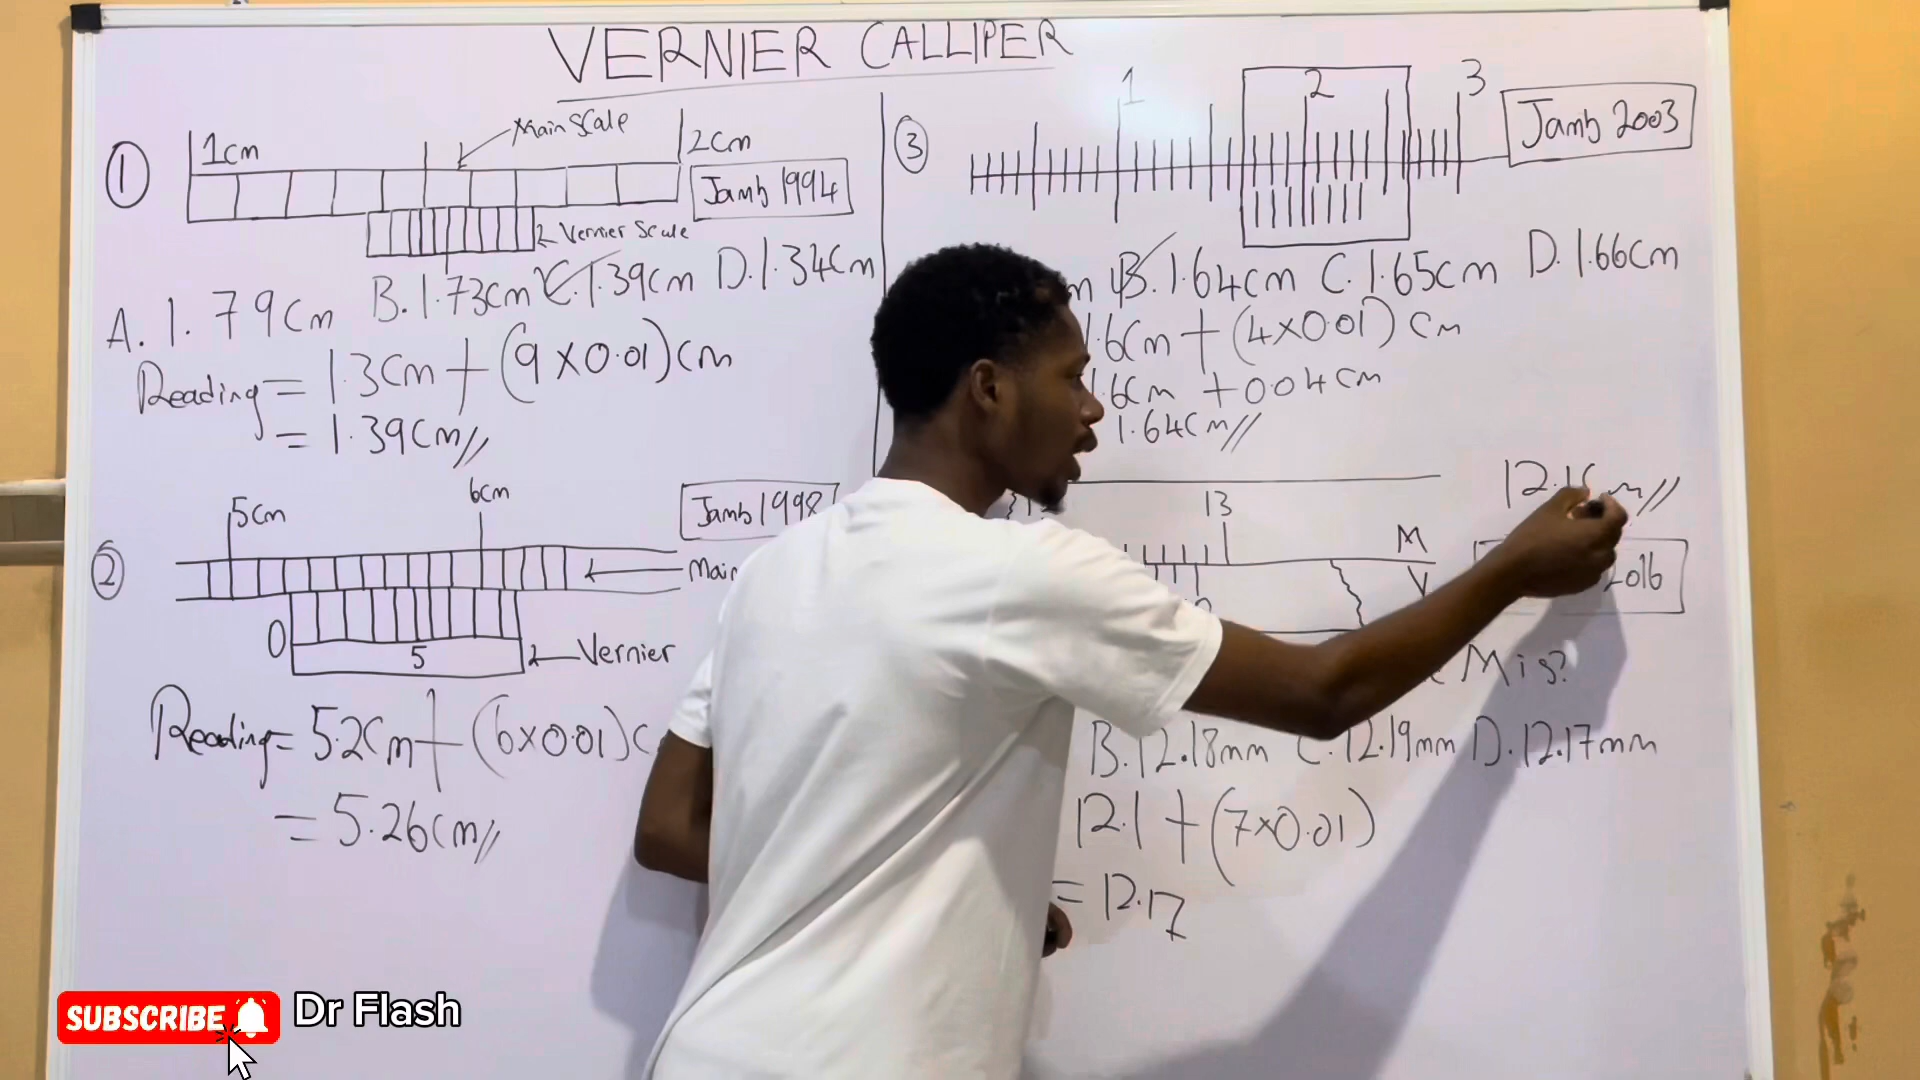 VERNIER CALLIPER
1
1cm
Main Scale
2cm
Jamb 1994
Vernier Scale
A. 1.79cm B. 1.73cm C. 1.39cm D. 1.34cm
Reading = 1.3cm + (9 x 0.01) cm
= 1.39cm//
2
5cm
6cm
Jamb 1998
Main
0
5
Vernier
Reading = 5.2cm + (6x0.01)c
= 5.26cm//
3
1
2
3
Jamb 2003
B. 1.64cm C. 1.65cm D. 1.66cm
1.6cm + (4x0.01) cm
.6cm + 0.04cm
1.64cm//
13
M
V
2016
M is?
B. 12.18mm C. 12.19mm D. 12.17mm
12.1 + (7x0.01)
= 12.17
SUBSCRIBE
Dr Flash